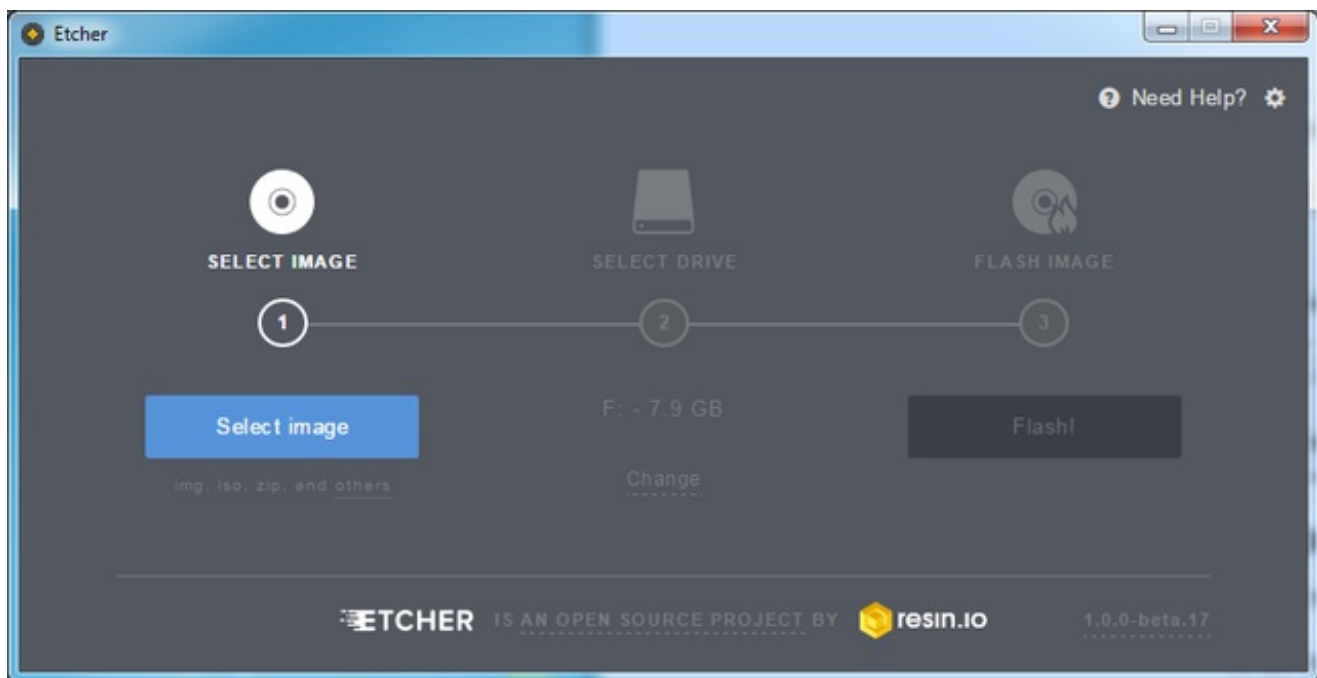 Etcher
Need Help?
SELECT IMAGE
SELECT DRIVE
FLASH IMAGE
1
2
3
Select image
F: - 7.9 GB
Flash!
img, iso, zip, and others
Change
ETCHER IS AN OPEN SOURCE PROJECT BY resin.io 1.0.0-beta.17